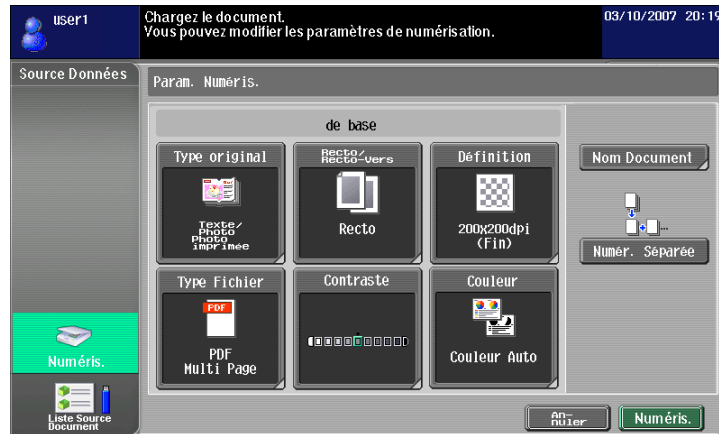 user1
Chargez le document.
Vous pouvez modifier les paramètres de numérisation.
03/10/2007 20:19
Source Données
Param. Numéris.
de base
Type original
Texte/
Photo
Photo
imprimée
Recto/
Recto-Vers
Recto
Définition
200x200dpi
(Fin)
Nom Document
Numér. Séparée
Type Fichier
PDF
PDF
Multi Page
Contraste
Couleur
Couleur Auto
Numéris.
Liste Source
Document
An-
nuler
Numéris.